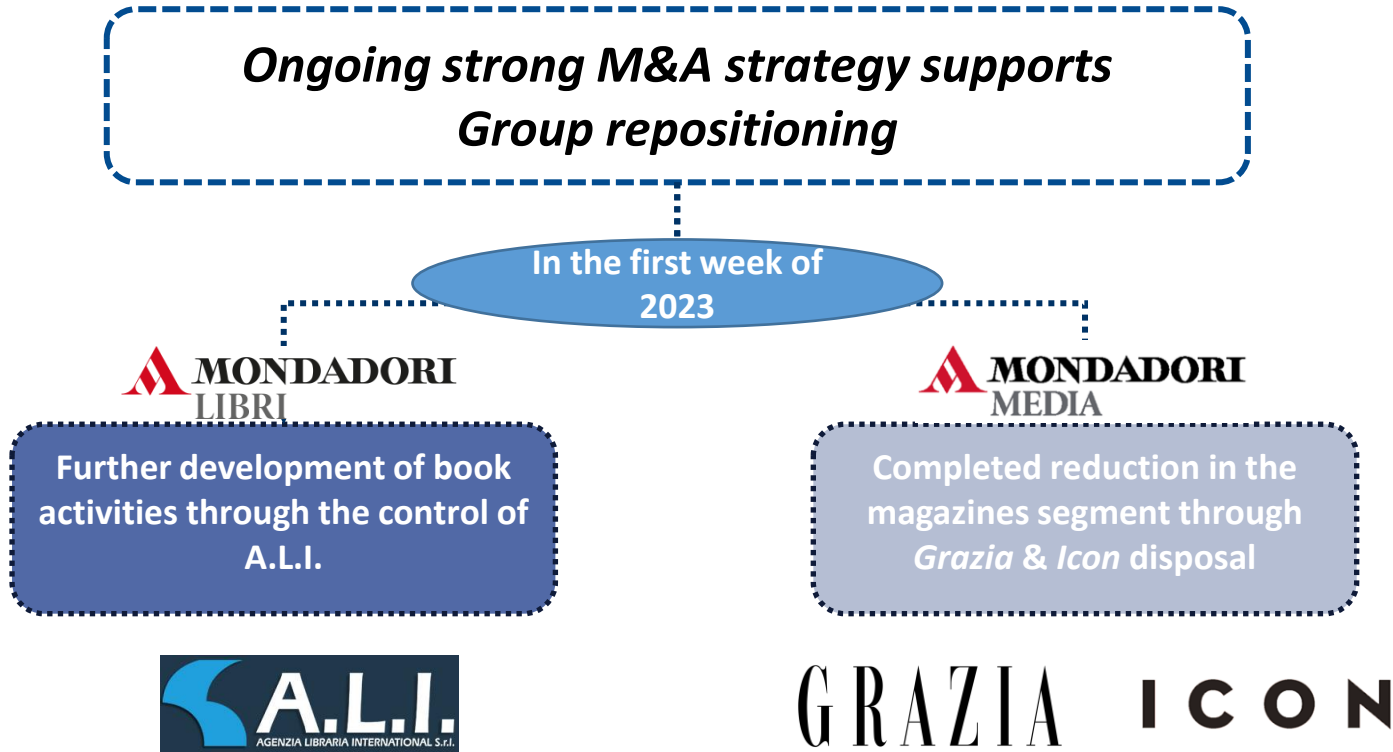 Ongoing strong M&A strategy supports
Group repositioning
In the first week of
2023
MONDADORI
LIBRI
Further development of book
activities through the control of
A.L.I.
A.L.I.
AGENZIA LIBRARIA INTERNATIONAL S.r.l.
MONDADORI
MEDIA
Completed reduction in the
magazines segment through
Grazia & Icon disposal
GRAZIA
ICON